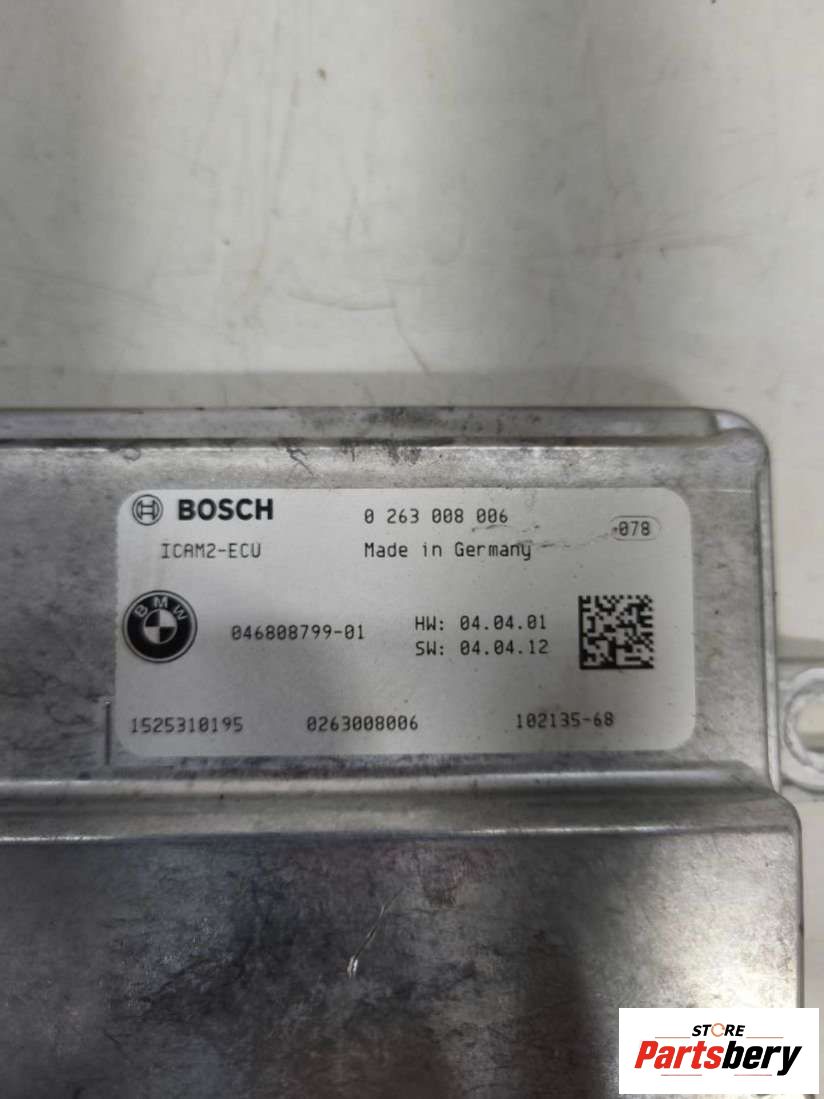 BOSCH 0 263 008 006 -078
ICAM2-ECU Made in Germany
BMW 046808799-01 HW: 04.04.01
SW: 04.04.12
1525310195 0263008006 102135-68
STORE
Partsbery